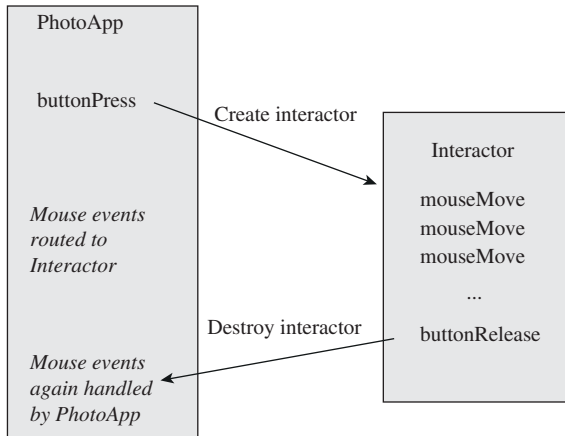 PhotoApp
buttonPress
Create interactor
Interactor
mouseMove
mouseMove
mouseMove
...
buttonRelease
Mouse events
routed to
Interactor
Destroy interactor
Mouse events
again handled
by PhotoApp